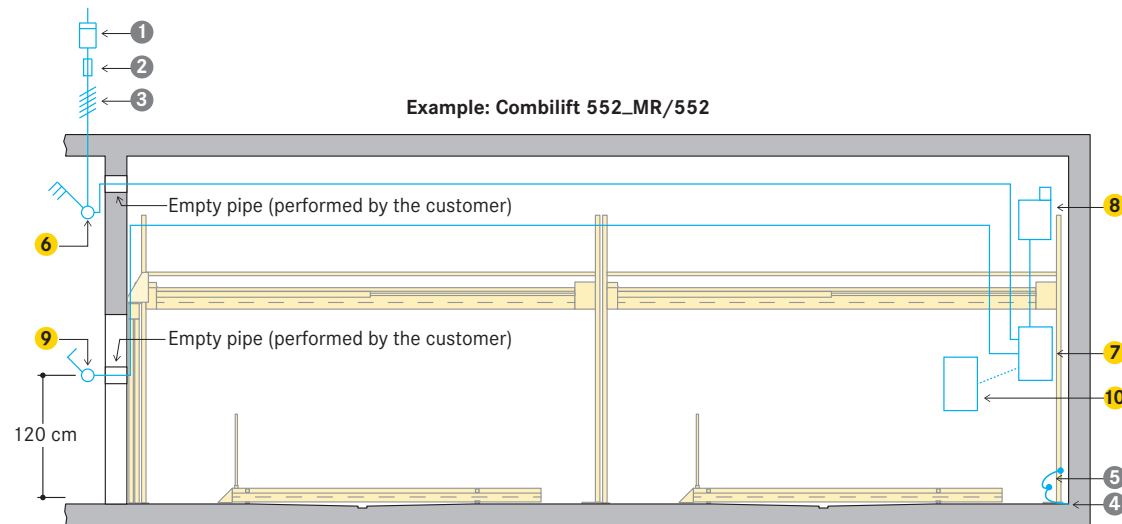 1
2
3
Example: Combilift 552_MR/552
Empty pipe (performed by the customer)
8
6
9
Empty pipe (performed by the customer)
7
10
120 cm
5
4